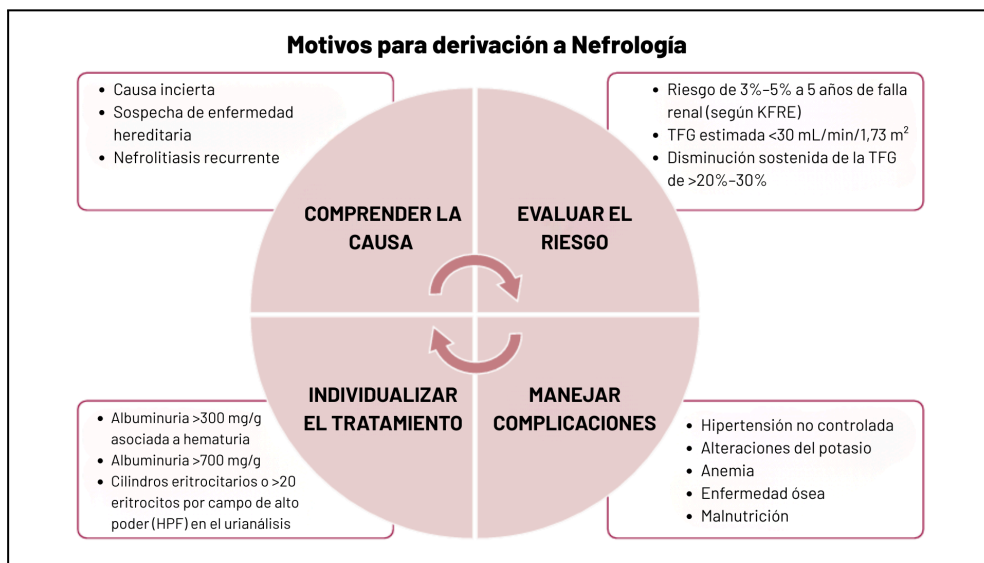 Motivos para derivación a Nefrología
• Causa incierta
• Sospecha de enfermedad
hereditaria
• Nefrolitiasis recurrente
• Riesgo de 3%–5% a 5 años de falla
renal (según KFRE)
• TFG estimada <30 mL/min/1,73 m²
• Disminución sostenida de la TFG
de >20%–30%
COMPRENDER LA
CAUSA
EVALUAR EL
RIESGO
INDIVIDUALIZAR
EL TRATAMIENTO
MANEJAR
COMPLICACIONES
• Albuminuria >300 mg/g
asociada a hematuria
• Albuminuria >700 mg/g
• Cilindros eritrocitarios o >20
eritrocitos por campo de alto
poder (HPF) en el urianálisis
• Hipertensión no controlada
• Alteraciones del potasio
• Anemia
• Enfermedad ósea
• Malnutrición